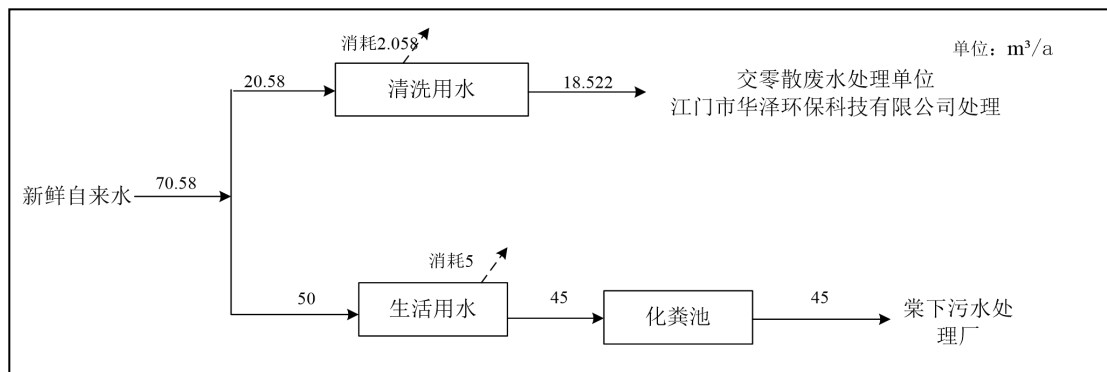 消耗2.058
单位：m³/a
20.58
清洗用水
18.522
交零散废水处理单位
江门市华泽环保科技有限公司处理
新鲜自来水
70.58
消耗5
50
生活用水
45
化粪池
45
棠下污水处
理厂